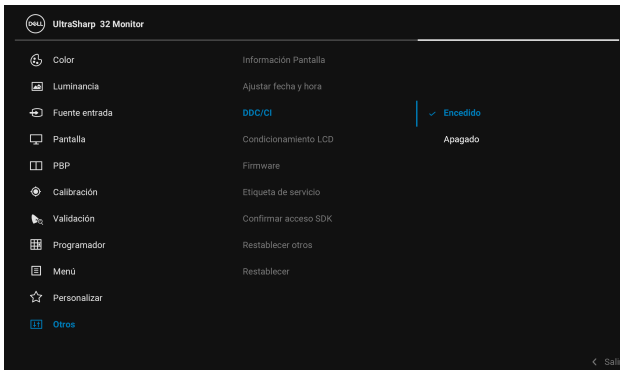 DELL UltraSharp 32 Monitor
Color Información Pantalla
Luminancia Ajustar fecha y hora
Fuente entrada DDC/CI Encedido
Pantalla Condicionamiento LCD Apagado
PBP Firmware
Calibración Etiqueta de servicio
Validación Confirmar acceso SDK
Programador Restablecer otros
Menú Restablecer
Personalizar
Otros